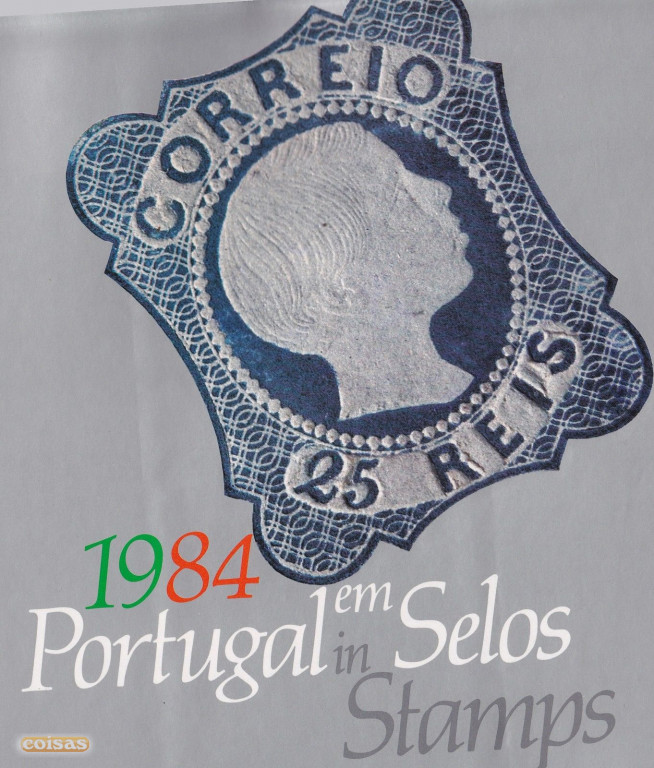 CORREIO
25 REIS
1984
Portugal em Selos
in Stamps
coisas